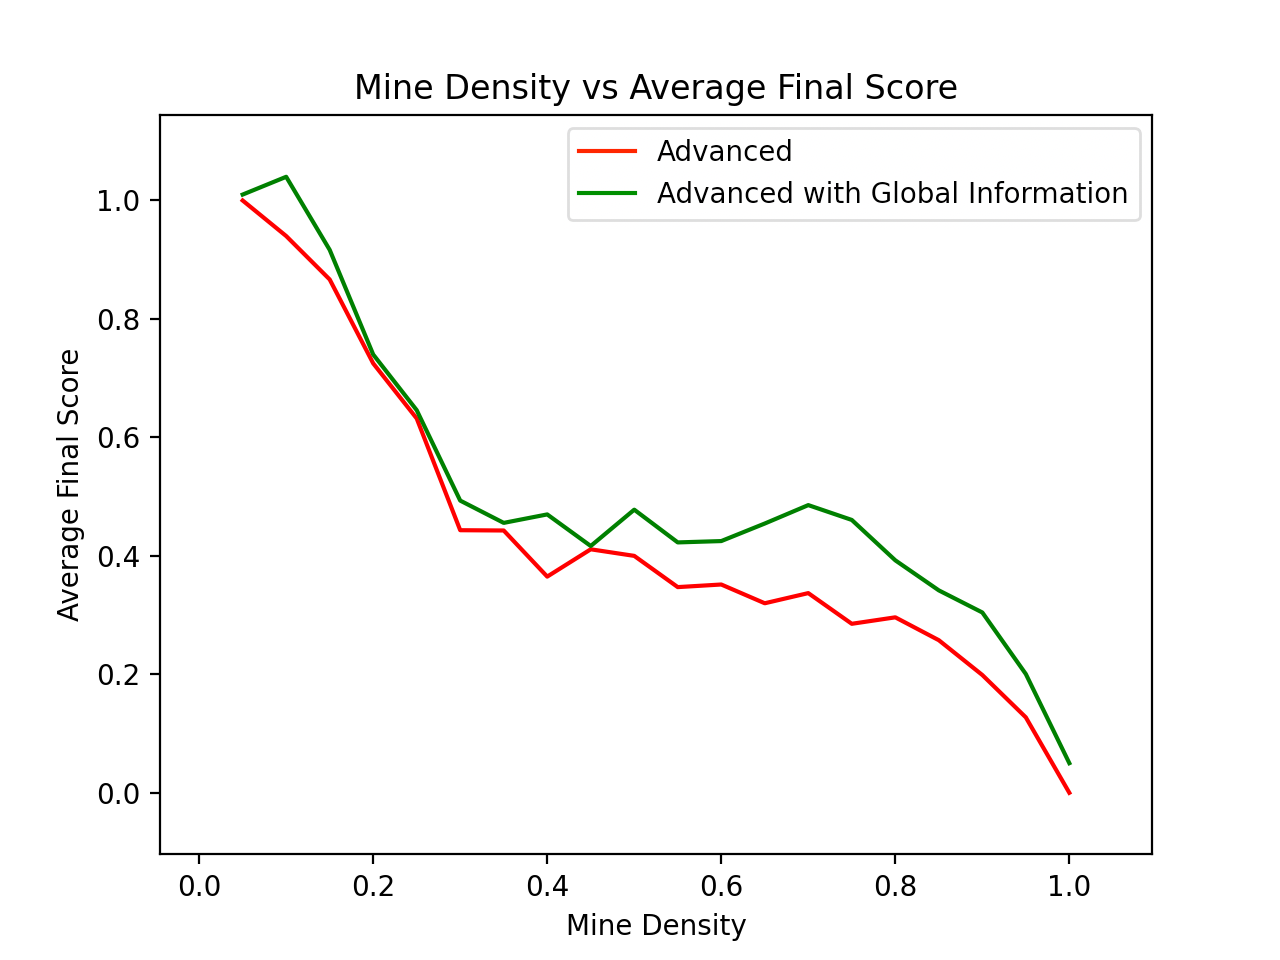 Mine Density vs Average Final Score
Advanced
Advanced with Global Information
Average Final Score
1.0
0.8
0.6
0.4
0.2
0.0
0.0 0.2 0.4 0.6 0.8 1.0
Mine Density